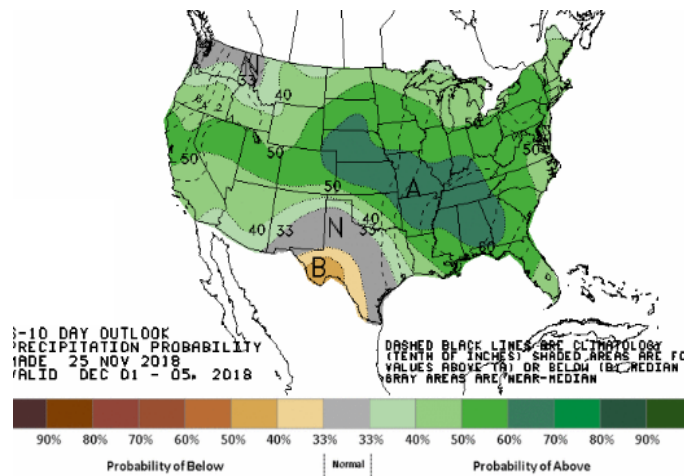 N
33
40
50
50
50
50
A
50
40
33
N
40
33
B
60
6-10 DAY OUTLOOK
PRECIPITATION PROBABILITY
MADE 25 NOV 2018
VALID DEC 01 - 05, 2018
DASHED BLACK LINES ARE CLIMATOLOGY
(TENTH OF INCHES) SHADED AREAS ARE FO
VALUES ABOVE (A) OR BELOW (B) MEDIAN
GRAY AREAS ARE NEAR-MEDIAN
90% 80% 70% 60% 50% 40% 33% 33% 40% 50% 60% 70% 80% 90%
Probability of Below Normal Probability of Above